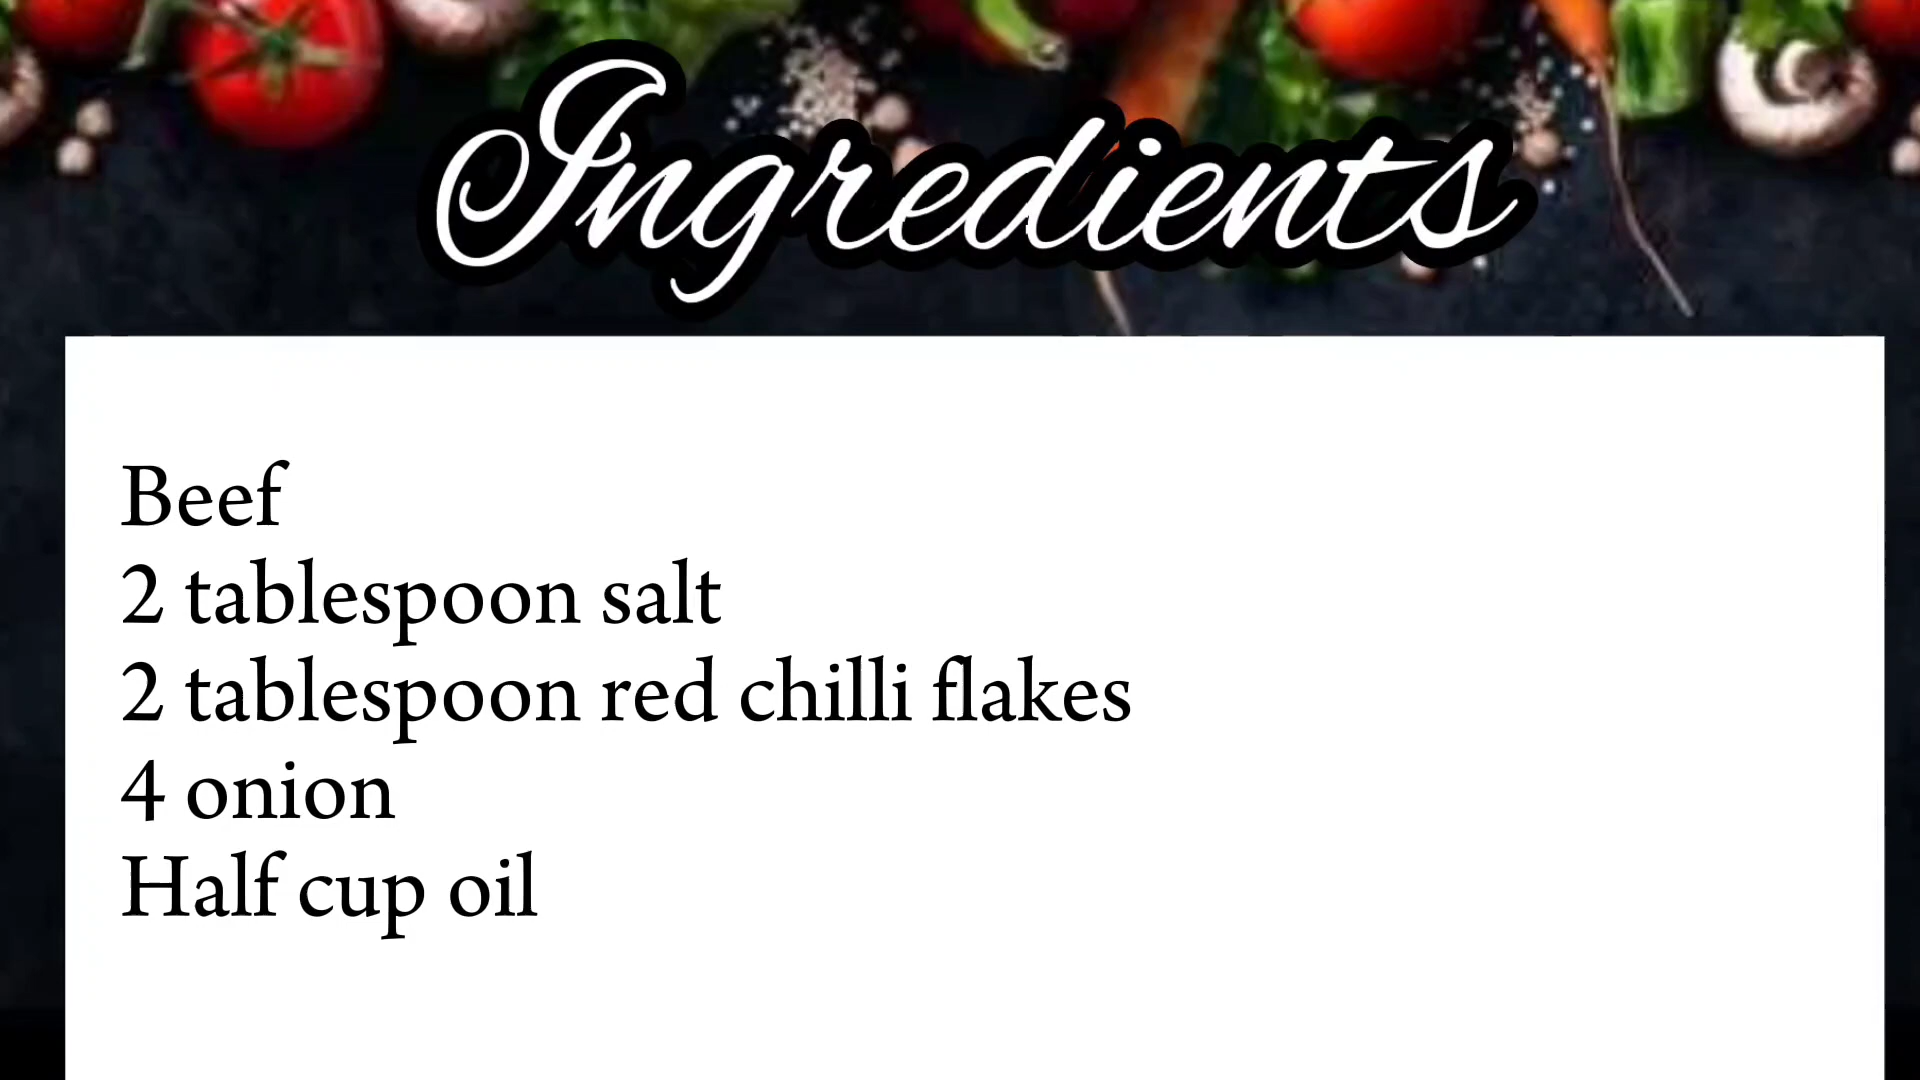 Ingredients
Beef
2 tablespoon salt
2 tablespoon red chilli flakes
4 onion
Half cup oil